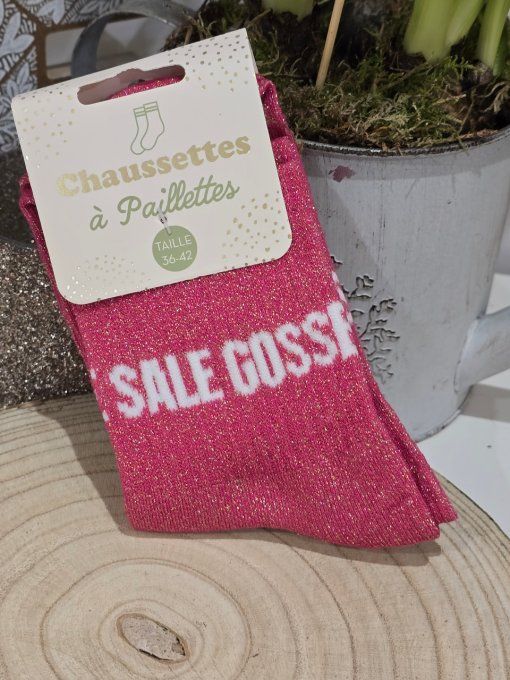 Chaussettes
à Paillettes
TAILLE
36-42
SALE GOSSE